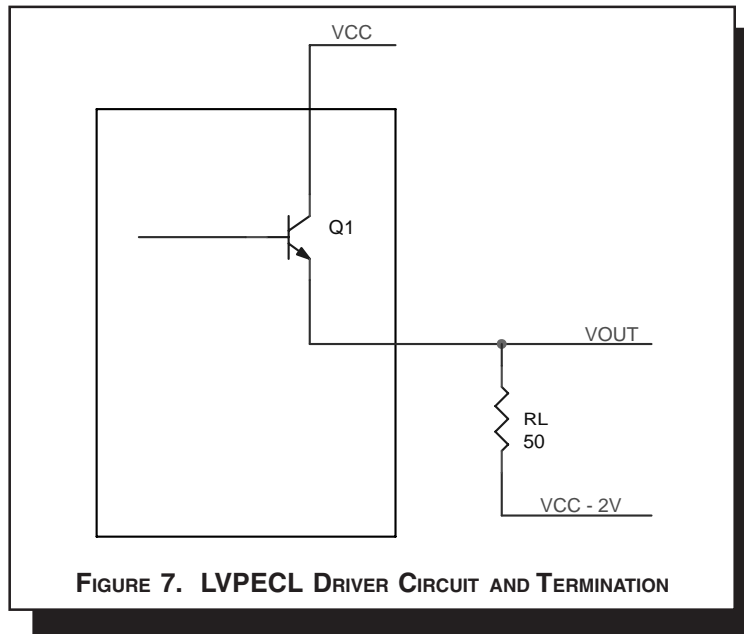 VCC
Q1
VOUT
RL
50
VCC - 2V
FIGURE 7. LVPECL DRIVER CIRCUIT AND TERMINATION